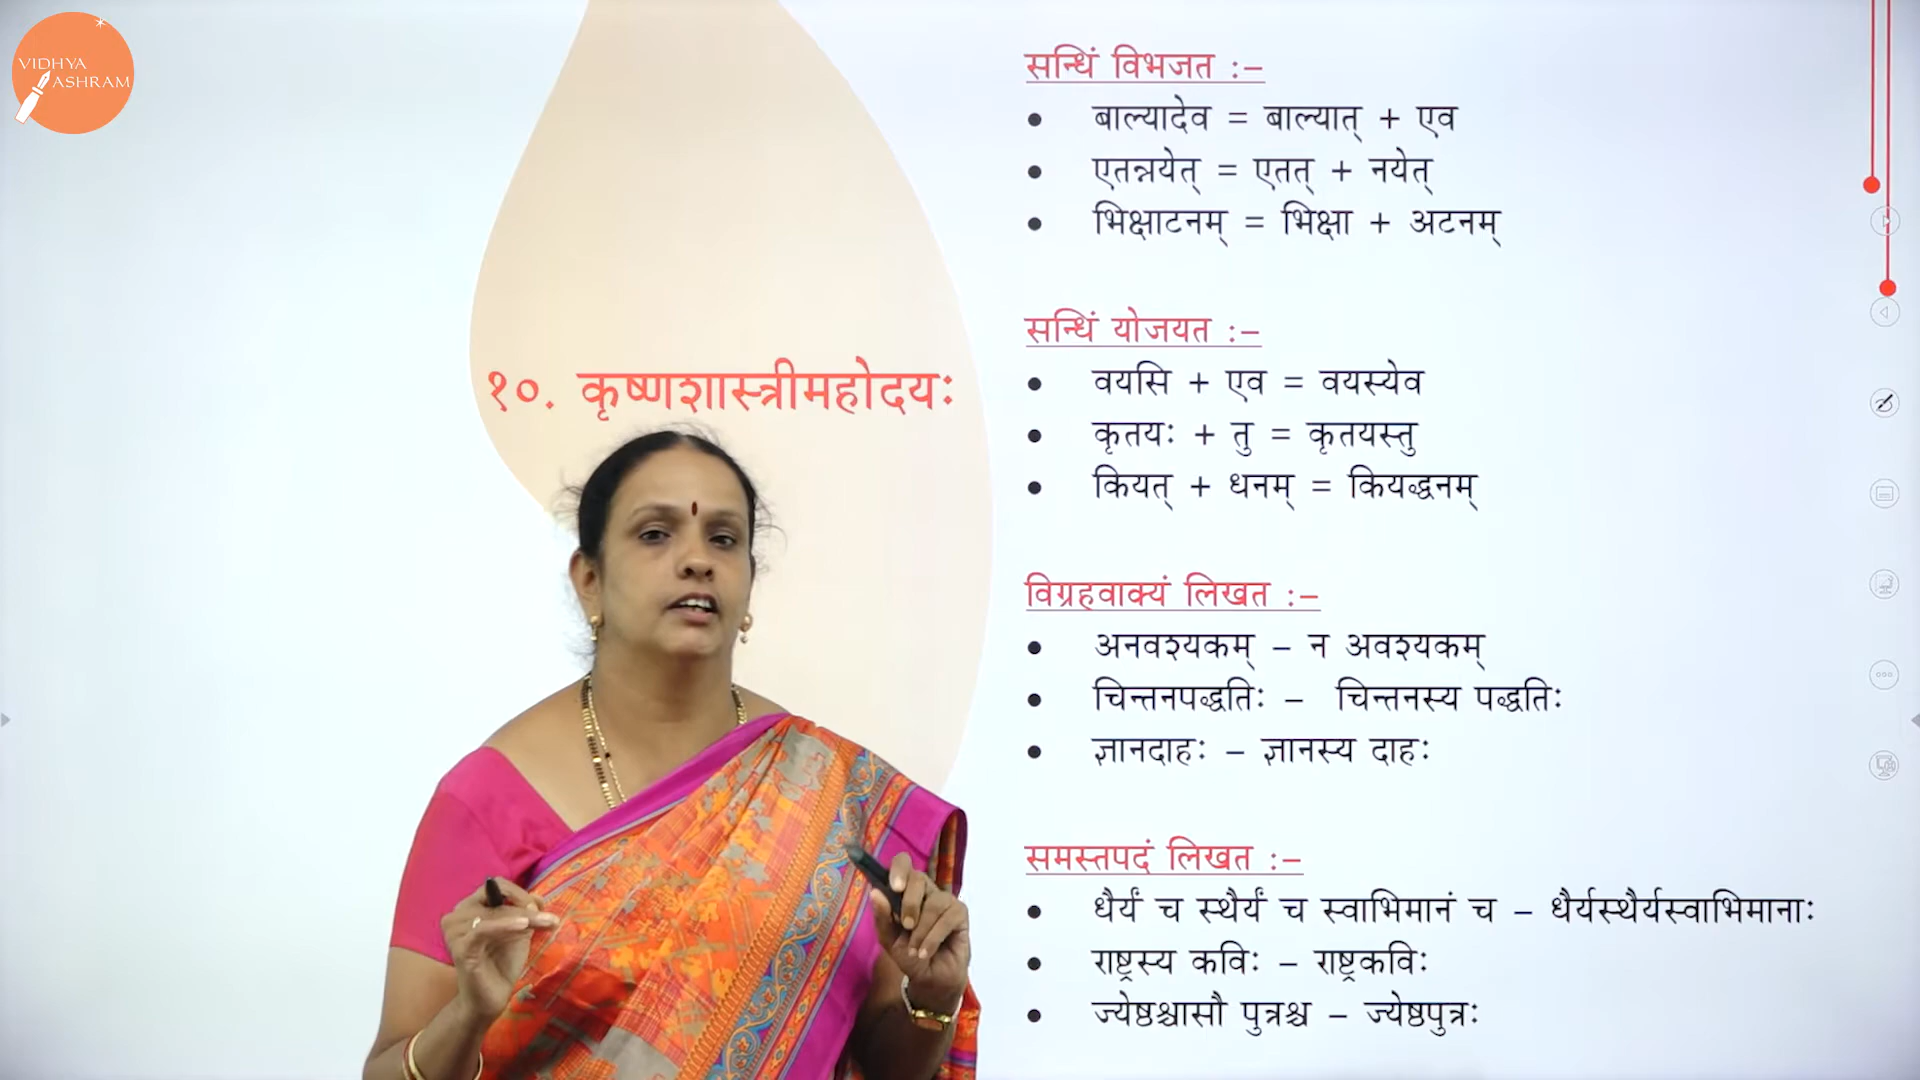 VIDHYA
ASHRAM
१०. कृष्णशास्त्रीमहोदयः
सन्धिं विभजत :–
• बाल्यादेव = बाल्यात् + एव
• एतन्नयेत् = एतत् + नयेत्
• भिक्षाटनम् = भिक्षा + अटनम्
सन्धिं योजयत :–
• वयसि + एव = वयस्येव
• कृतयः + तु = कृतयस्तु
• कियत् + धनम् = कियद्धनम्
विग्रहवाक्यं लिखत :–
• अनवश्यकम् – न अवश्यकम्
• चिन्तनपद्धतिः – चिन्तनस्य पद्धतिः
• ज्ञानदाहः – ज्ञानस्य दाहः
समस्तपदं लिखत :–
• धैर्यं च स्थैर्यं च स्वाभिमानं च – धैर्यस्थैर्यस्वाभिमानाः
• राष्ट्रस्य कविः – राष्ट्रकविः
• ज्येष्ठश्चासौ पुत्रश्च – ज्येष्ठपुत्रः